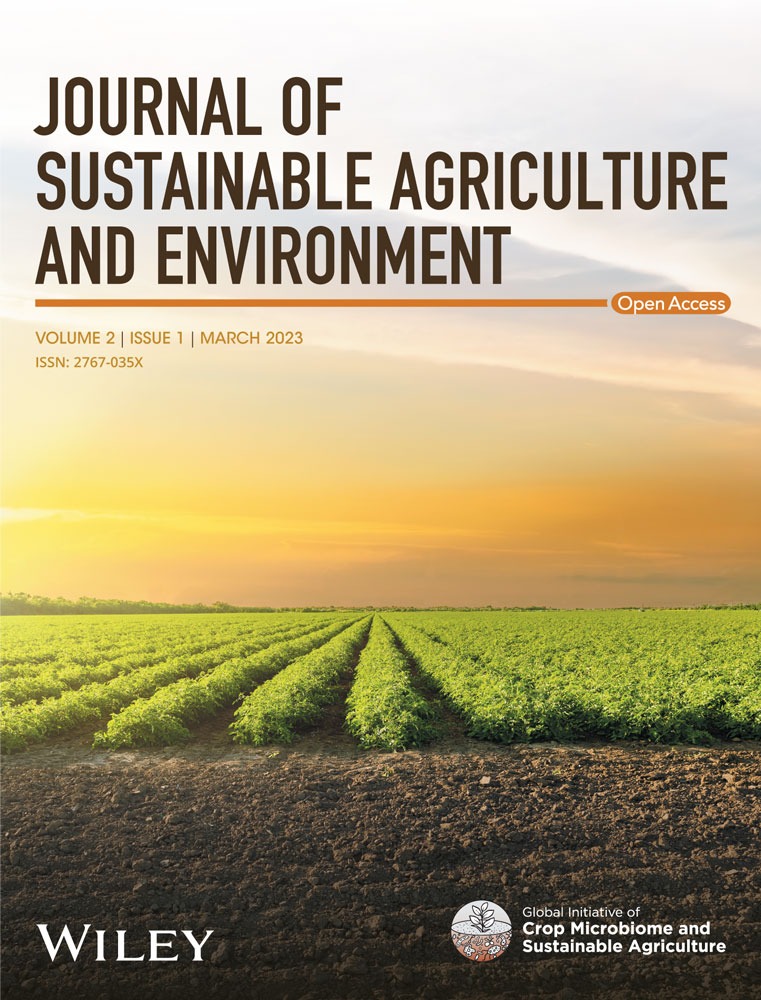 JOURNAL OF
SUSTAINABLE AGRICULTURE
AND ENVIRONMENT
Open Access
VOLUME 2 | ISSUE 1 | MARCH 2023
ISSN: 2767-035X
WILEY
Global Initiative of
Crop Microbiome and
Sustainable Agriculture